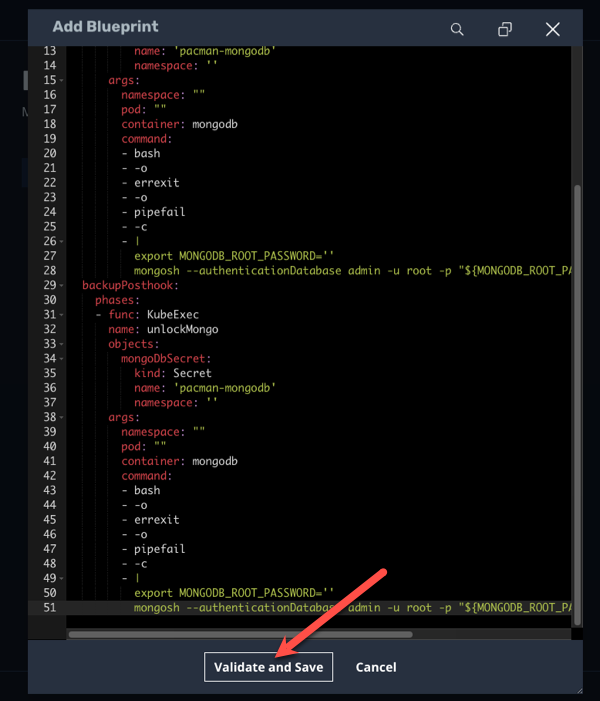 Add Blueprint
13 name: 'pacman-mongodb'
14 namespace: ''
15 args:
16 namespace: ""
17 pod: ""
18 container: mongodb
19 command:
20 - bash
21 - -o
22 - errexit
23 - -o
24 - pipefail
25 - -c
26 - |
27 export MONGODB_ROOT_PASSWORD=''
28 mongosh --authenticationDatabase admin -u root -p "${MONGODB_ROOT_PA
29 backupPosthook:
30 phases:
31 - func: KubeExec
32 name: unlockMongo
33 objects:
34 mongoDbSecret:
35 kind: Secret
36 name: 'pacman-mongodb'
37 namespace: ''
38 args:
39 namespace: ""
40 pod: ""
41 container: mongodb
42 command:
43 - bash
44 - -o
45 - errexit
46 - -o
47 - pipefail
48 - -c
49 - |
50 export MONGODB_ROOT_PASSWORD=''
51 mongosh --authenticationDatabase admin -u root -p "${MONGODB_ROOT_PA
Validate and Save Cancel